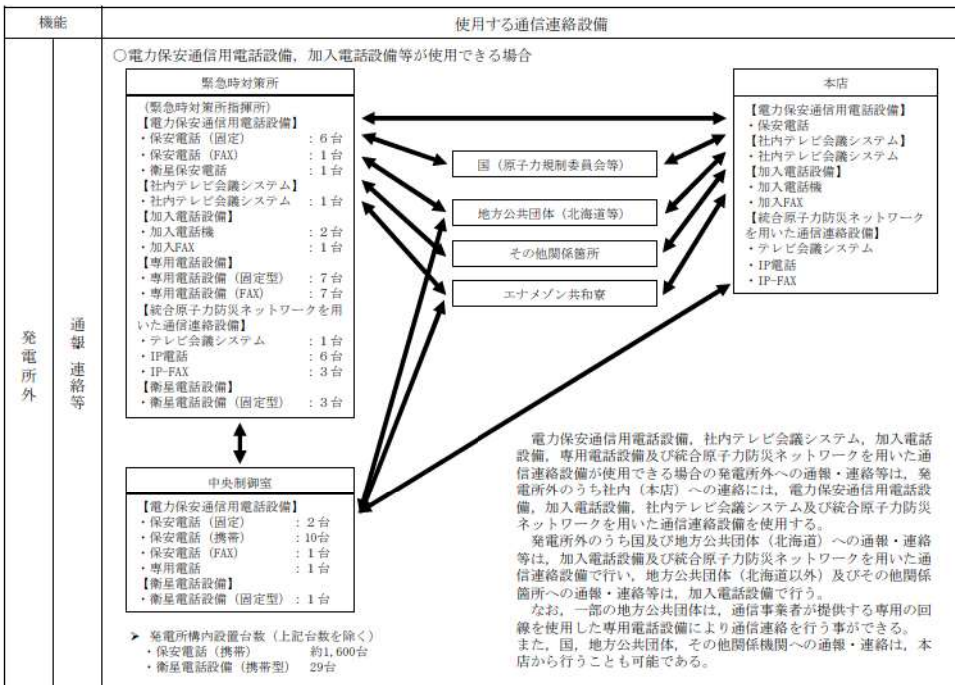 機能
使用する通信連絡設備
発電所外
通報・連絡等
○電力保安通信用電話設備，加入電話設備等が使用できる場合
緊急時対策所
(緊急時対策所指揮所)
【電力保安通信用電話設備】
・保安電話（固定） : 6台
・保安電話（FAX） : 1台
・衛星保安電話 : 1台
【社内テレビ会議システム】
・社内テレビ会議システム : 1台
【加入電話設備】
・加入電話機 : 2台
・加入FAX : 1台
【専用電話設備】
・専用電話設備（固定型） : 7台
・専用電話設備（FAX） : 7台
【統合原子力防災ネットワークを用
いた通信連絡設備】
・テレビ会議システム : 1台
・IP電話 : 6台
・IP-FAX : 3台
【衛星電話設備】
・衛星電話設備（固定型） : 3台
国（原子力規制委員会等）
地方公共団体（北海道等）
その他関係箇所
エナメゾン共和寮
本店
【電力保安通信用電話設備】
・保安電話
【社内テレビ会議システム】
・社内テレビ会議システム
【加入電話設備】
・加入電話機
・加入FAX
【統合原子力防災ネットワーク
を用いた通信連絡設備】
・テレビ会議システム
・IP電話
・IP-FAX
中央制御室
【電力保安通信用電話設備】
・保安電話（固定） : 2台
・保安電話（携帯） : 10台
・保安電話（FAX） : 1台
・専用電話 : 1台
【衛星電話設備】
・衛星電話設備（固定型） : 1台
➢ 発電所構内設置台数（上記台数を除く）
・保安電話（携帯） 約1,600台
・衛星電話設備（携帯型） 29台
電力保安通信用電話設備，社内テレビ会議システム，加入電話
設備，専用電話設備及び統合原子力防災ネットワークを用いた通
信連絡設備が使用できる場合の発電所外への通報・連絡等は，発
電所外のうち社内（本店）への連絡には，電力保安通信用電話設
備，加入電話設備，社内テレビ会議システム及び統合原子力防災
ネットワークを用いた通信連絡設備を使用する。
発電所外のうち国及び地方公共団体（北海道）への通報・連絡
等は，加入電話設備及び統合原子力防災ネットワークを用いた通
信連絡設備で行い，地方公共団体（北海道以外）及びその他関係
箇所への通報・連絡等は，加入電話設備で行う。
なお，一部の地方公共団体は，通信事業者が提供する専用の回
線を使用した専用電話設備により通信連絡を行う事ができる。
また，国，地方公共団体，その他関係機関への通報・連絡は，本
店から行うことも可能である。